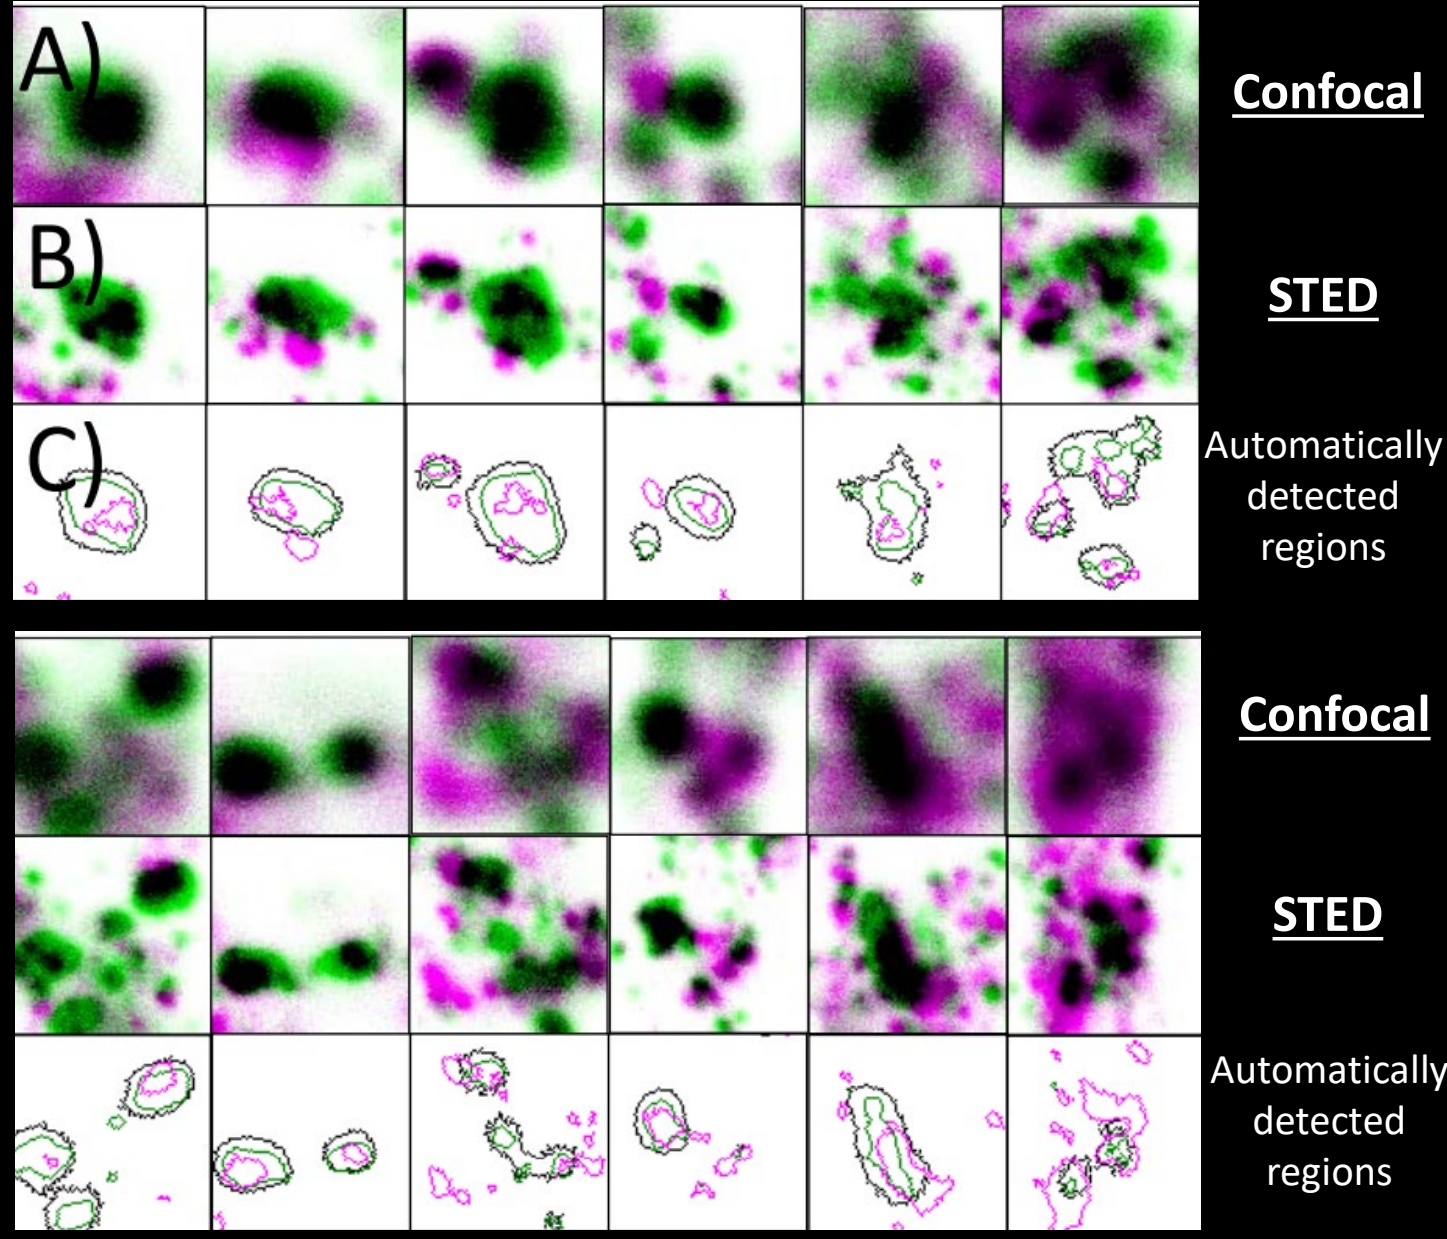 A)
Confocal
B)
STED
C)
Automatically
detected
regions
Confocal
STED
Automatically
detected
regions